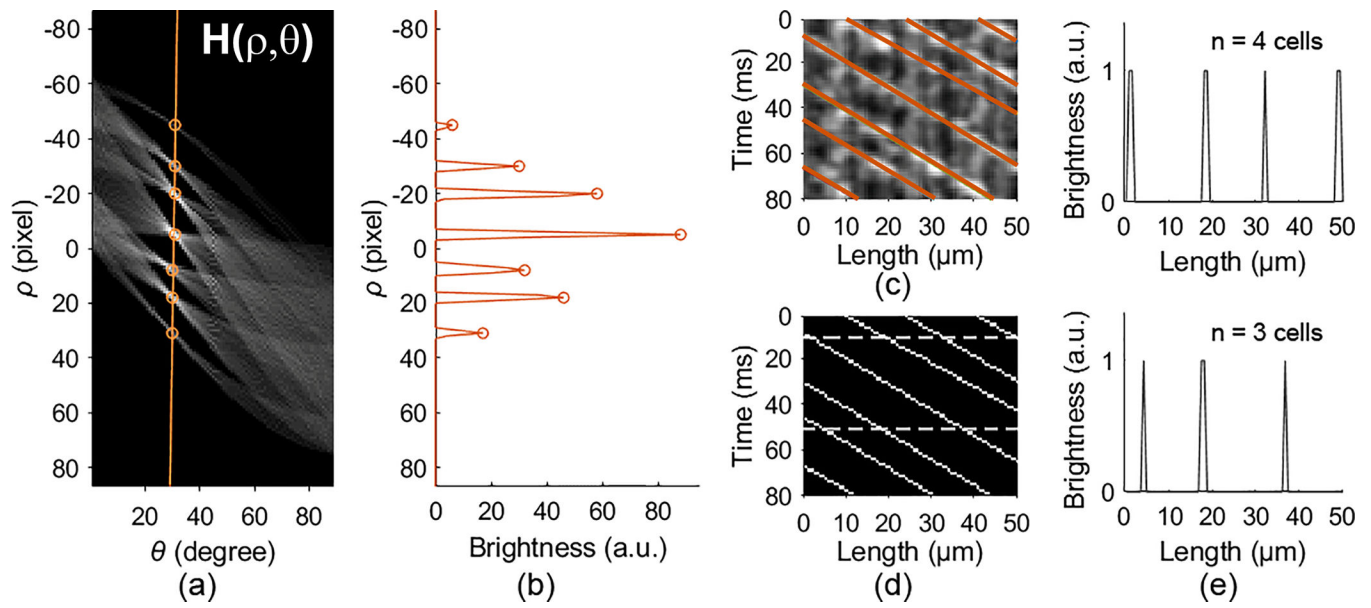 H(ρ,θ)
-80
-60
-40
-20
0
20
40
60
80
ρ (pixel)
20 40 60 80
θ (degree)
(a)
-80
-60
-40
-20
0
20
40
60
80
ρ (pixel)
0 20 40 60 80
Brightness (a.u.)
(b)
0
20
40
60
80
Time (ms)
0 10 20 30 40 50
Length (µm)
(c)
0
20
40
60
80
Time (ms)
0 10 20 30 40 50
Length (µm)
(d)
n = 4 cells
1
0
Brightness (a.u.)
0 10 20 30 40 50
Length (µm)
n = 3 cells
1
0
Brightness (a.u.)
0 10 20 30 40 50
Length (µm)
(e)